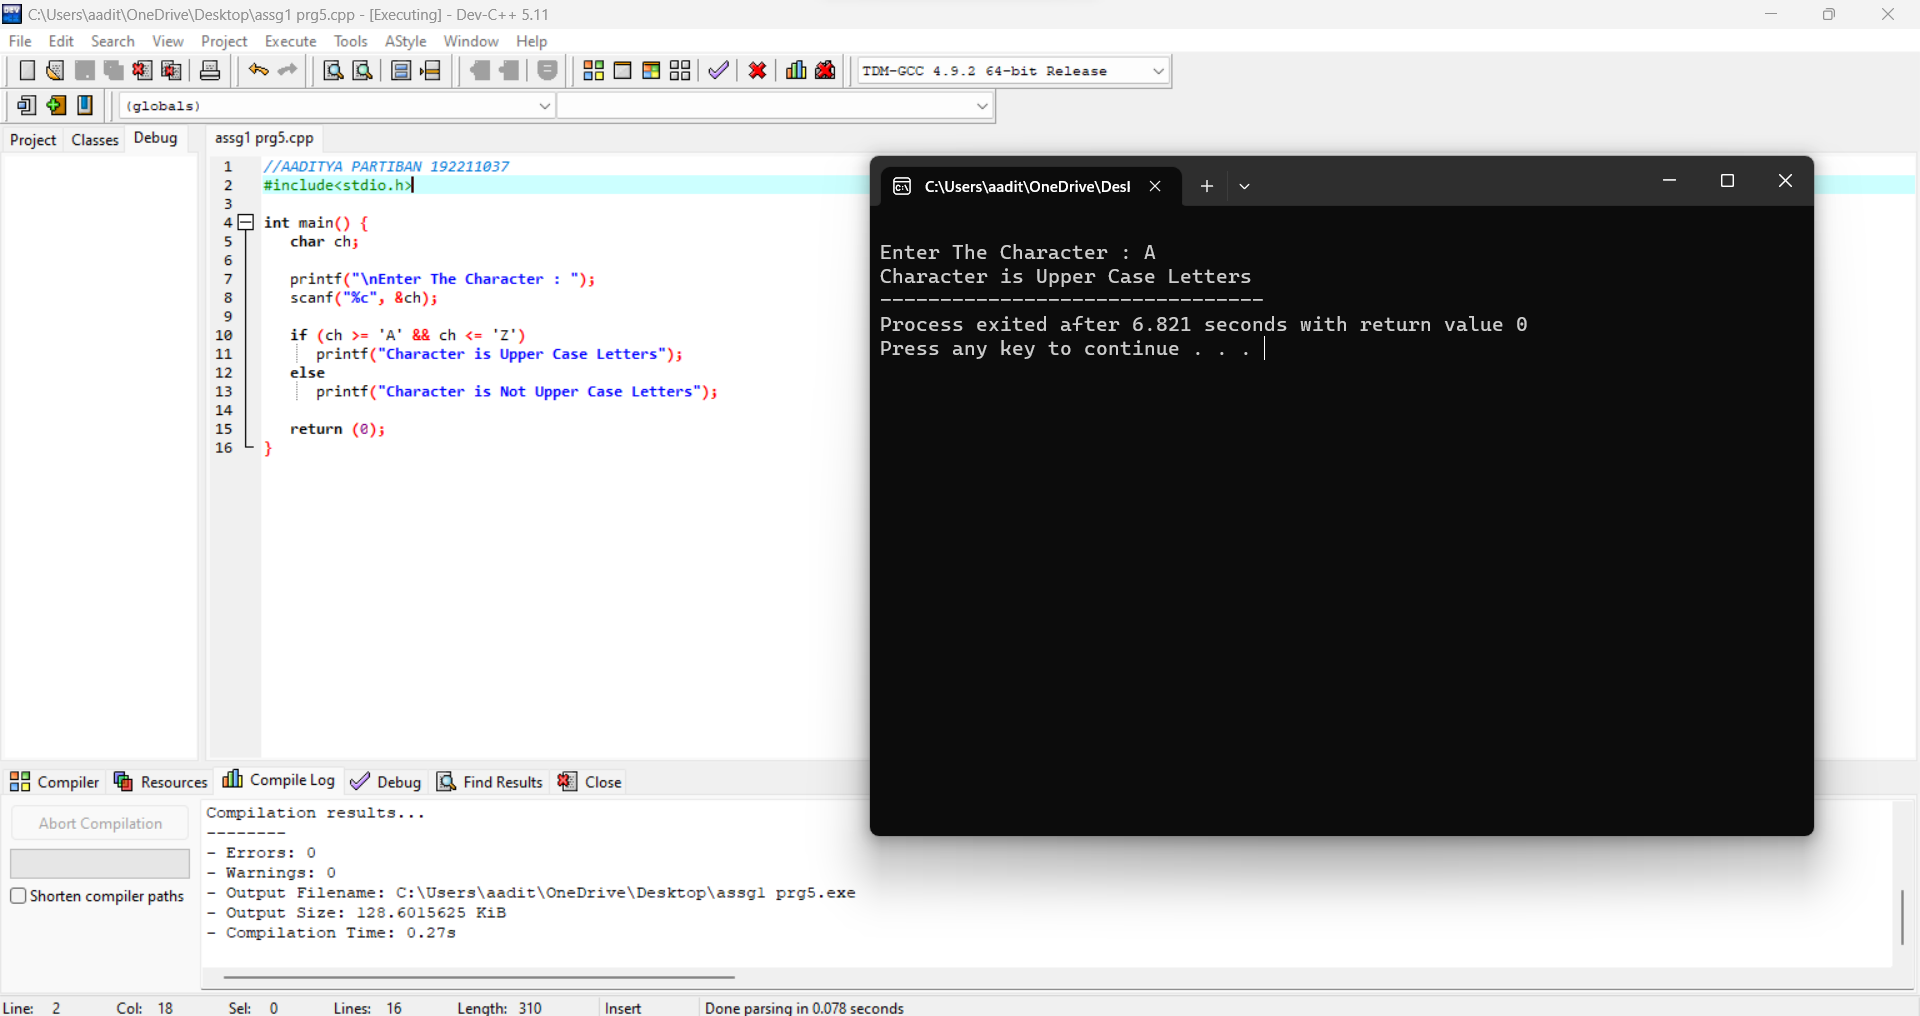 C:\Users\aadit\OneDrive\Desktop\assg1 prg5.cpp - [Executing] - Dev-C++ 5.11
File Edit Search View Project Execute Tools AStyle Window Help
TDM-GCC 4.9.2 64-bit Release
(globals)
Project Classes Debug
assg1 prg5.cpp
1 //AADITYA PARTIBAN 192211037
2 #include<stdio.h>
3
4 int main() {
5 char ch;
6
7 printf("\nEnter The Character : ");
8 scanf("%c", &ch);
9
10 if (ch >= 'A' && ch <= 'Z')
11 printf("Character is Upper Case Letters");
12 else
13 printf("Character is Not Upper Case Letters");
14
15 return (0);
16 }
C:\Users\aadit\OneDrive\Desl
Enter The Character : A
Character is Upper Case Letters
--------------------------------
Process exited after 6.821 seconds with return value 0
Press any key to continue . . .
Compiler Resources Compile Log Debug Find Results Close
Abort Compilation
Shorten compiler paths
Compilation results...
--------
- Errors: 0
- Warnings: 0
- Output Filename: C:\Users\aadit\OneDrive\Desktop\assg1 prg5.exe
- Output Size: 128.6015625 KiB
- Compilation Time: 0.27s
Line: 2 Col: 18 Sel: 0 Lines: 16 Length: 310 Insert Done parsing in 0.078 seconds